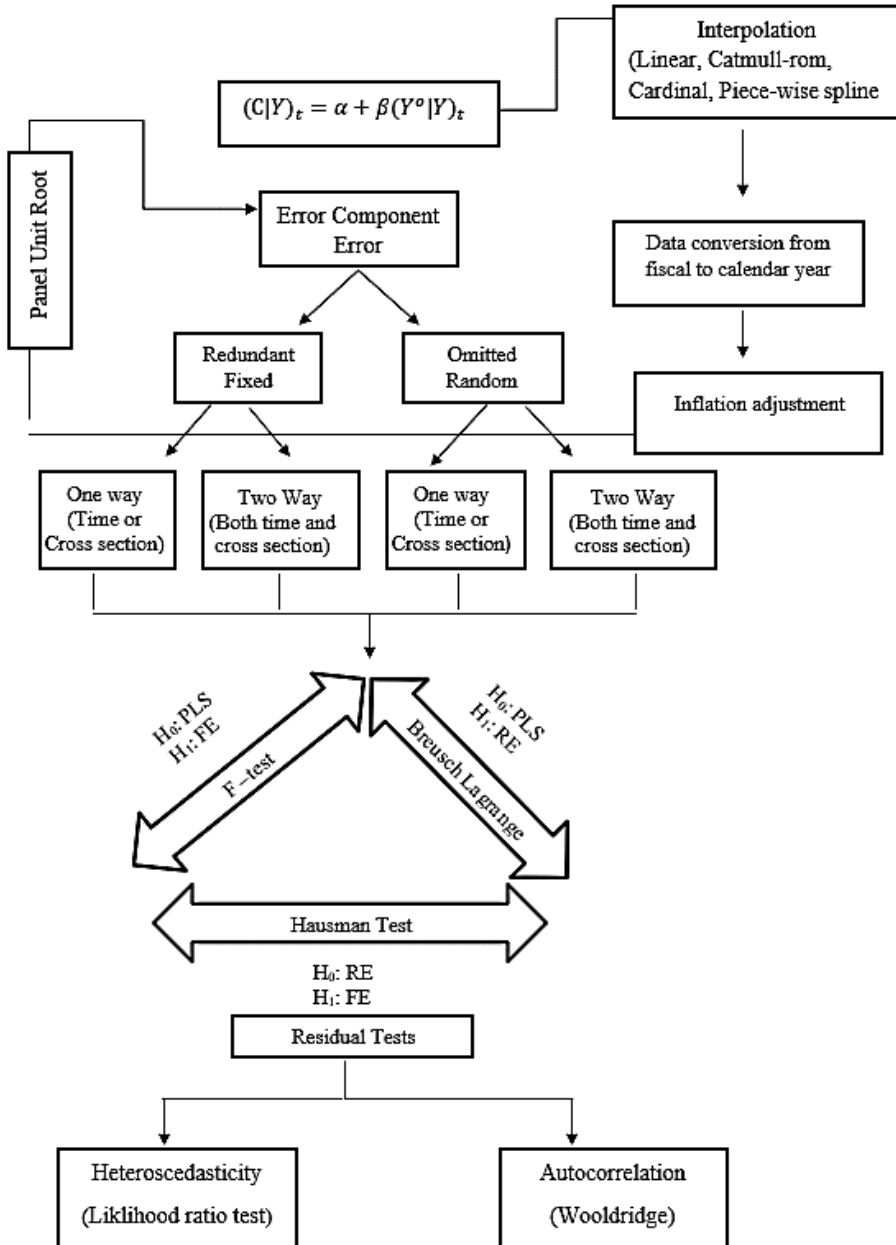 Interpolation
(Linear, Catmull-rom,
Cardinal, Piece-wise spline
(C|Y)ₜ = α + β(Yᵒ|Y)ₜ
Panel Unit Root
Error Component
Error
Data conversion from
fiscal to calendar year
Redundant
Fixed
Omitted
Random
Inflation adjustment
One way
(Time or
Cross section)
Two Way
(Both time and
cross section)
One way
(Time or
Cross section)
Two Way
(Both time and
cross section)
H₀: PLS
H₁: FE
F–test
H₀: PLS
H₁: RE
Breusch Lagrange
Hausman Test
H₀: RE
H₁: FE
Residual Tests
Heteroscedasticity
(Liklihood ratio test)
Autocorrelation
(Wooldridge)